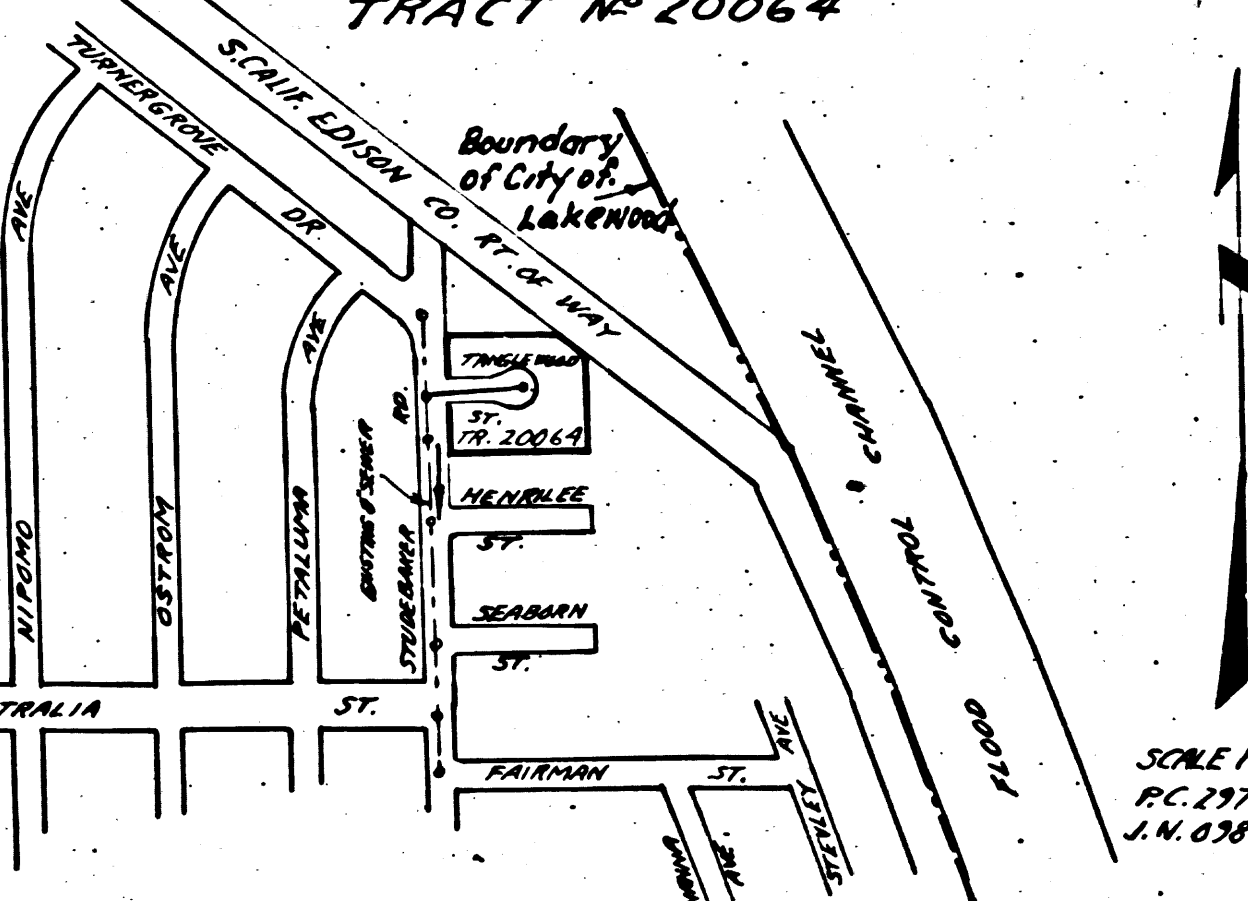 TRACT Nº 20064
TURNERGROVE
DR.
S. CALIF. EDISON CO. RT. OF WAY
Boundary
of City of
Lakewood
AVE
AVE
AVE
NIPOMO
OSTROM
PETALUMA
TANGLEWOOD
ST.
TR. 20064
RD.
STUDEBAKER
EXISTING 8" SEWER
HENRILEE
ST.
SEABORN
ST.
TRALIA
ST.
FAIRMAN
ST.
AVE
STEVLEY
AVE.
FLOOD CONTROL CHANNEL
SCALE
P.C. 297
J.N. 098